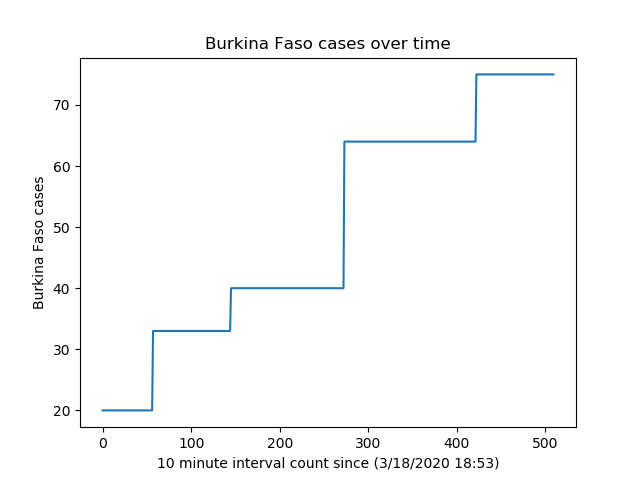 Burkina Faso cases over time
Burkina Faso cases
70
60
50
40
30
20
0 100 200 300 400 500
10 minute interval count since (3/18/2020 18:53)